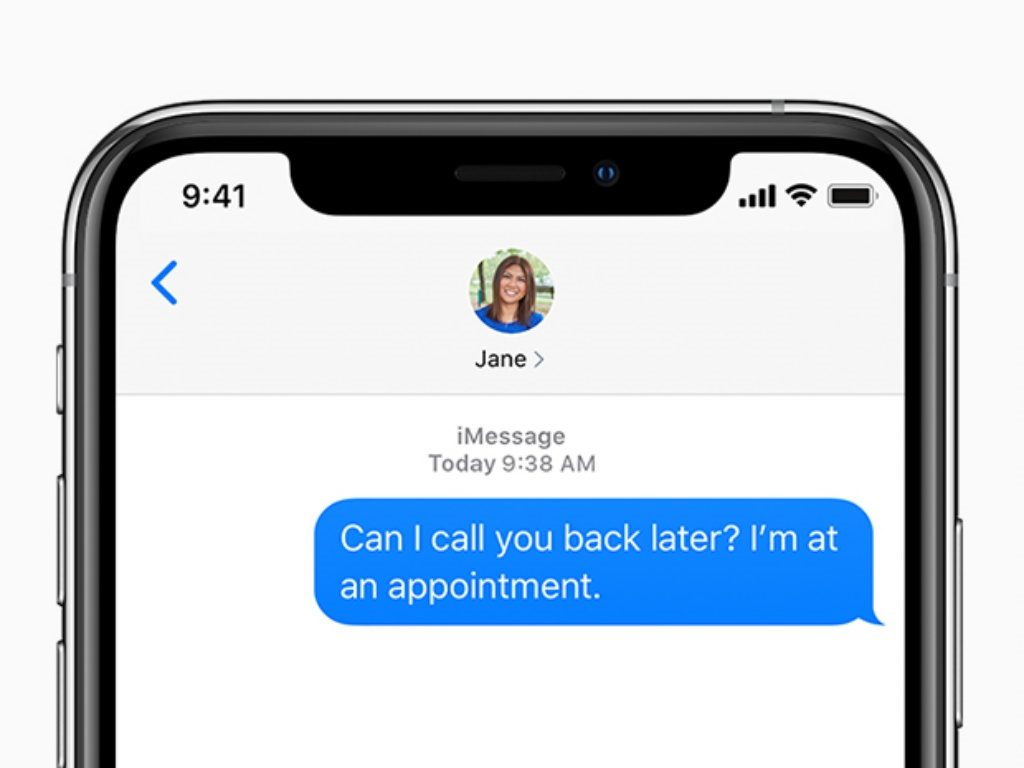 9:41
Jane
iMessage
Today 9:38 AM
Can I call you back later? I’m at
an appointment.